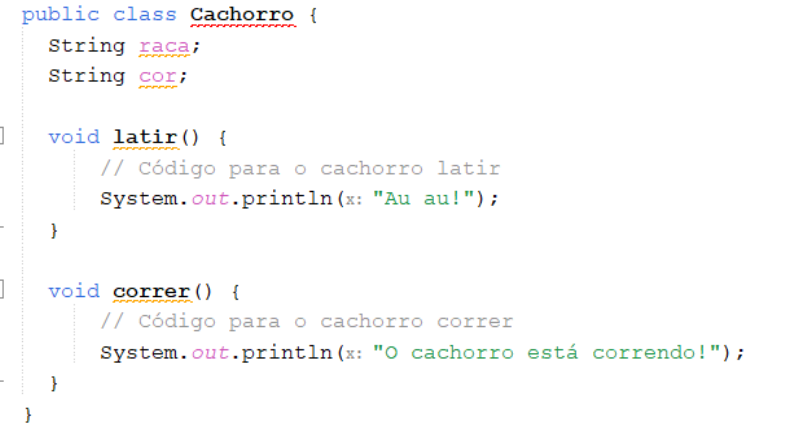 public class Cachorro {
String raca;
String cor;
void latir() {
// Código para o cachorro latir
System.out.println(x: "Au au!");
}
void correr() {
// Código para o cachorro correr
System.out.println(x: "O cachorro está correndo!");
}
}